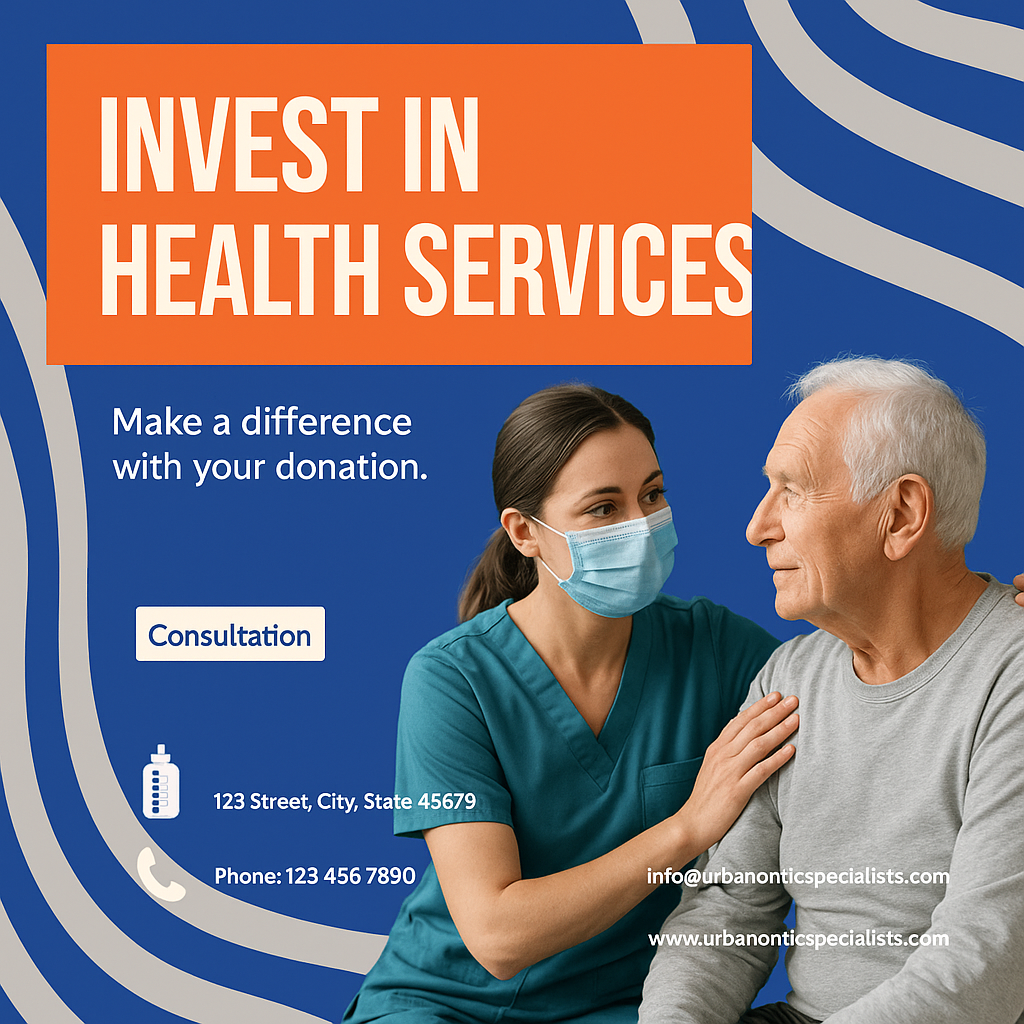 INVEST IN
HEALTH SERVICES
Make a difference
with your donation.
Consultation
123 Street, City, State 45679
Phone: 123 456 7890
info@urbanonticspecialists.com
www.urbanonticspecialists.com